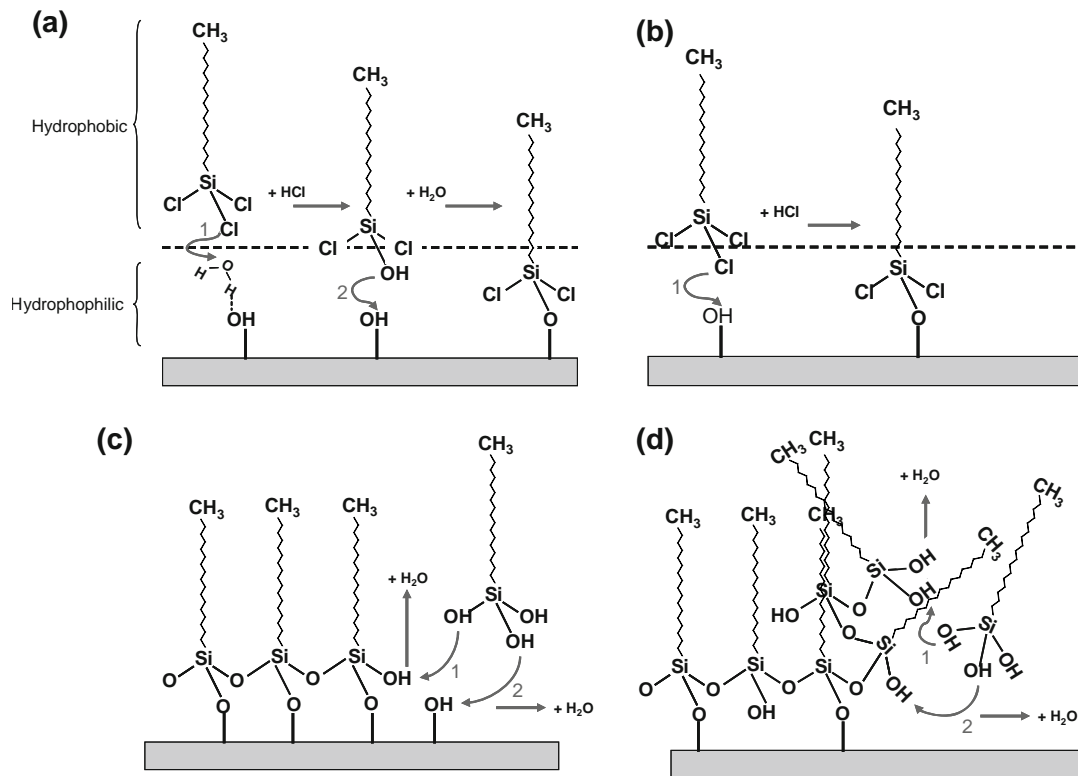 (a)
CH3
Hydrophobic
Si
Cl
Cl
Cl
1
+ HCl
CH3
Si
Cl
Cl
OH
2
+ H2O
CH3
Si
Cl
Cl
O
Hydrophophilic
H
O
H
OH
OH
(b)
CH3
Si
Cl
Cl
Cl
1
OH
+ HCl
CH3
Si
Cl
Cl
O
(c)
CH3
CH3
CH3
CH3
+ H2O
Si
OH
OH
OH
1
2
O
Si
O
Si
O
Si
OH
O
O
O
OH
+ H2O
(d)
CH3
CH3
+ H2O
CH3
CH3
CH3
CH3
CH3
Si
OH
OH
HO
Si
O
O
Si
OH
1
OH
Si
OH
OH
O
Si
O
Si
O
Si
O
OH
2
+ H2O
O
OH
O